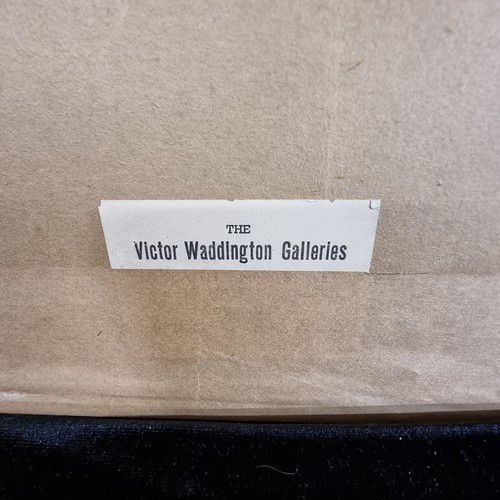 THE
Victor Waddington Galleries